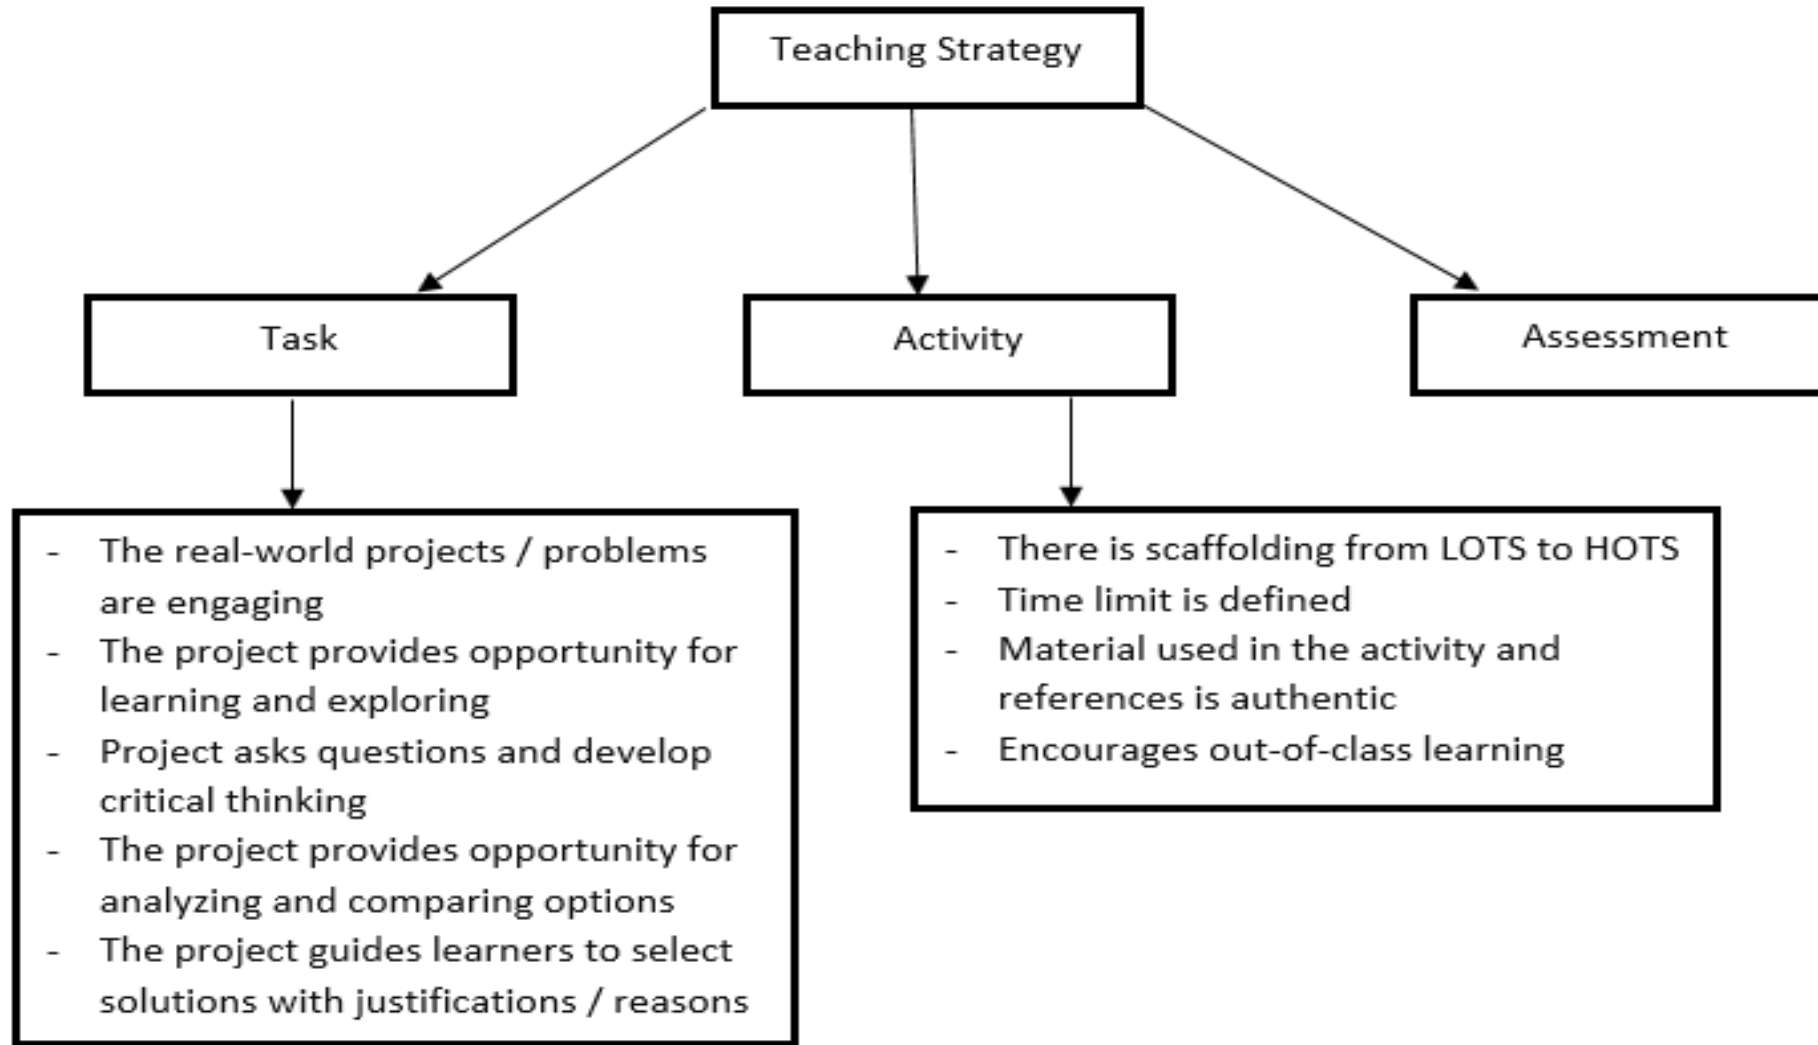 Teaching Strategy
Task
Activity
Assessment
- The real-world projects / problems
are engaging
- The project provides opportunity for
learning and exploring
- Project asks questions and develop
critical thinking
- The project provides opportunity for
analyzing and comparing options
- The project guides learners to select
solutions with justifications / reasons
- There is scaffolding from LOTS to HOTS
- Time limit is defined
- Material used in the activity and
references is authentic
- Encourages out-of-class learning